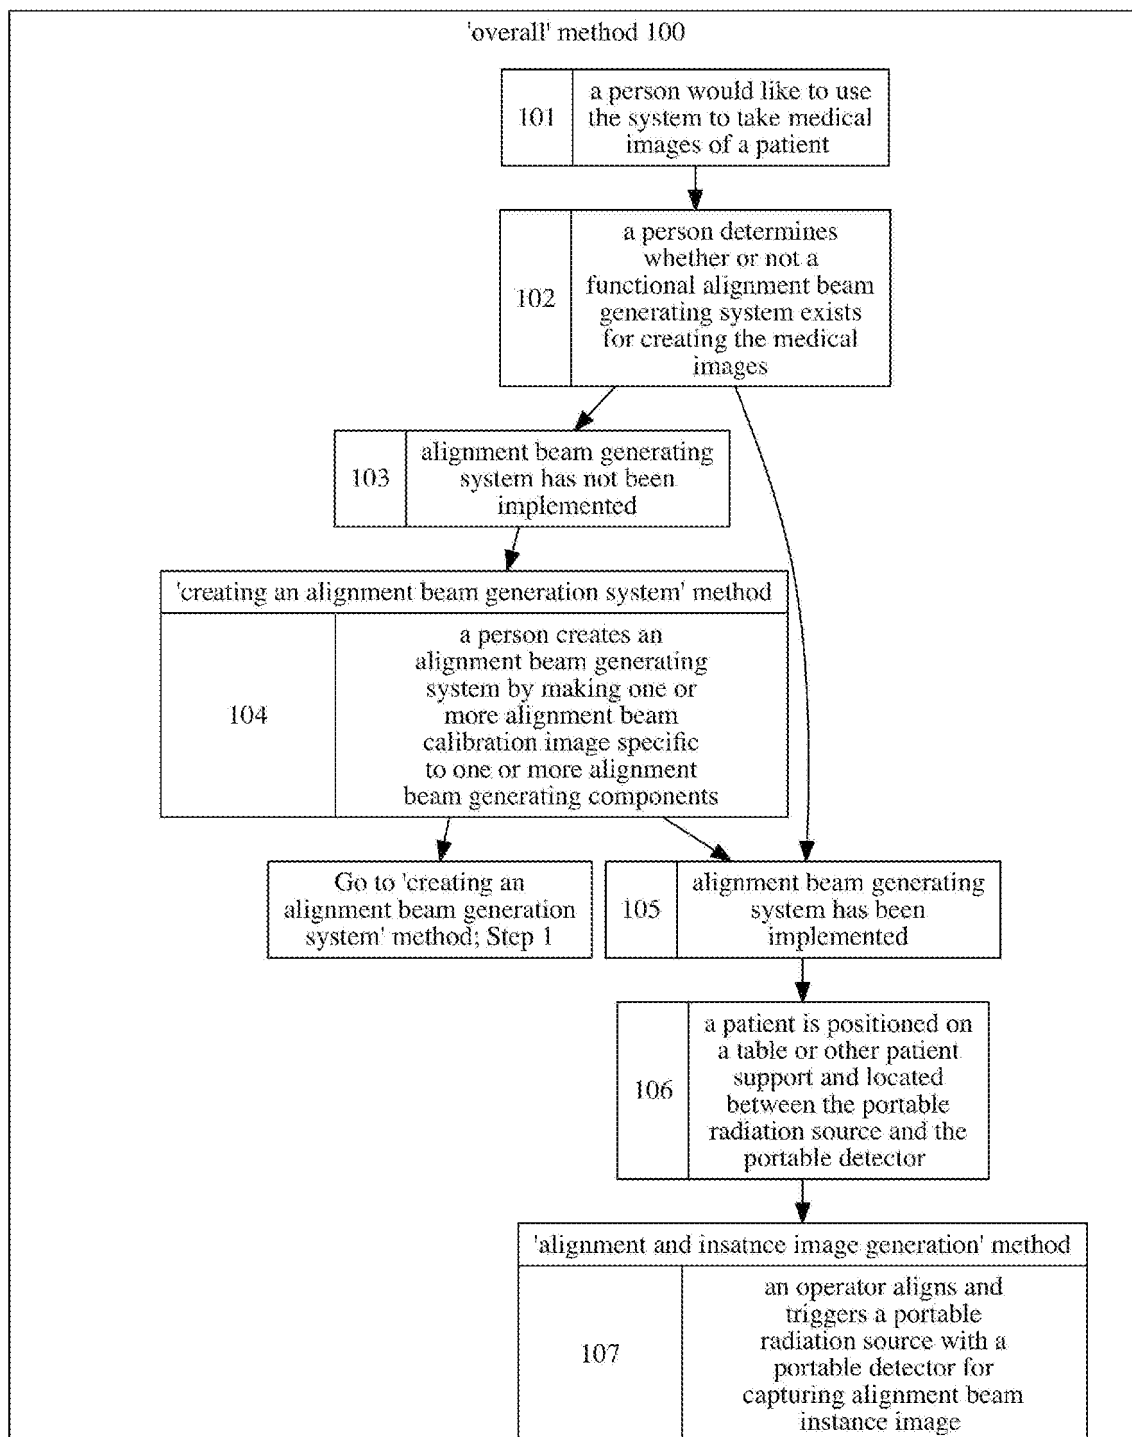 'overall' method 100
101
a person would like to use
the system to take medical
images of a patient
102
a person determines
whether or not a
functional alignment beam
generating system exists
for creating the medical
images
103
alignment beam generating
system has not been
implemented
'creating an alignment beam generation system' method
104
a person creates an
alignment beam generating
system by making one or
more alignment beam
calibration image specific
to one or more alignment
beam generating components
Go to 'creating an
alignment beam generation
system' method; Step 1
105
alignment beam generating
system has been
implemented
106
a patient is positioned on
a table or other patient
support and located
between the portable
radiation source and the
portable detector
'alignment and insatnce image generation' method
107
an operator aligns and
triggers a portable
radiation source with a
portable detector for
capturing alignment beam
instance image